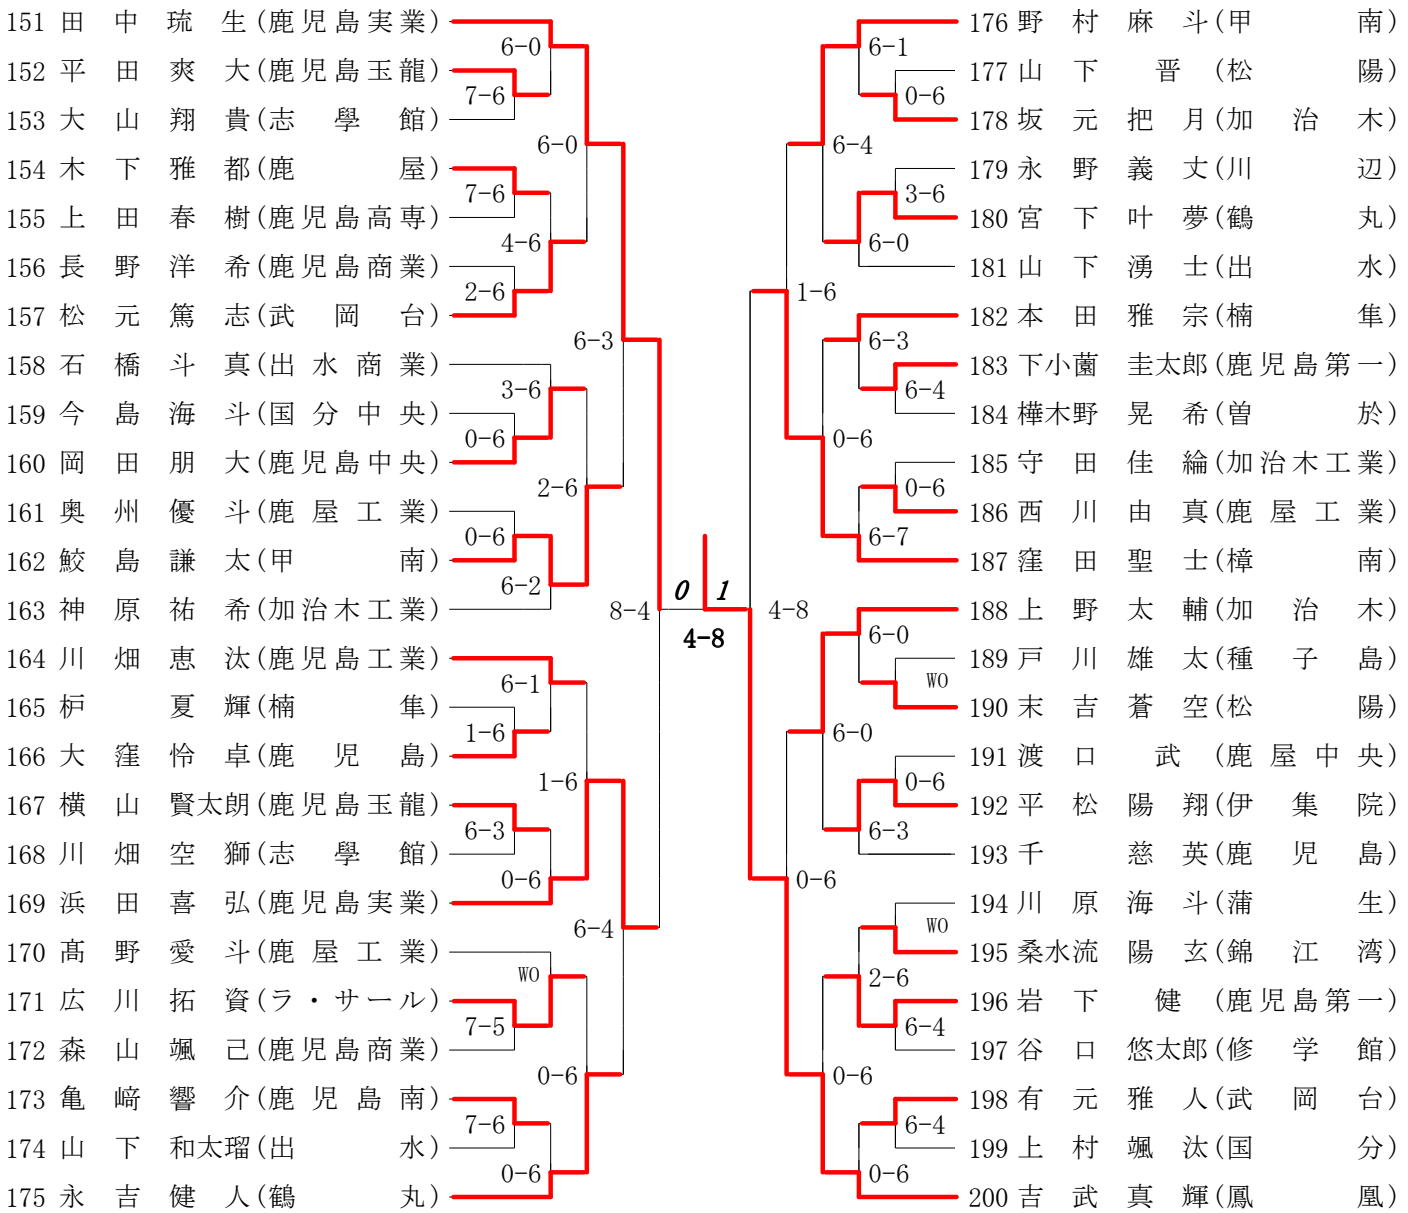 151 田中琉生(鹿児島実業)
152 平田爽大(鹿児島玉龍)
153 大山翔貴(志學館)
154 木下雅都(鹿屋)
155 上田春樹(鹿児島高専)
156 長野洋希(鹿児島商業)
157 松元篤志(武岡台)
158 石橋斗真(出水商業)
159 今島海斗(国分中央)
160 岡田朋大(鹿児島中央)
161 奥州優斗(鹿屋工業)
162 鮫島謙太(甲南)
163 神原祐希(加治木工業)
164 川畑恵汰(鹿児島工業)
165 枦夏輝(楠隼)
166 大窪怜卓(鹿児島)
167 横山賢太朗(鹿児島玉龍)
168 川畑空獅(志學館)
169 浜田喜弘(鹿児島実業)
170 髙野愛斗(鹿屋工業)
171 広川拓資(ラ・サール)
172 森山颯己(鹿児島商業)
173 亀﨑響介(鹿児島南)
174 山下和太瑠(出水)
175 永吉健人(鶴丸)
6-0
7-6
7-6
2-6
4-6
6-0
3-6
0-6
0-6
6-2
2-6
6-3
6-1
1-6
6-3
0-6
1-6
WO
7-5
7-6
0-6
0-6
6-4
8-4
0 1
4-8
4-8
6-1
0-6
3-6
6-0
6-4
6-3
6-4
0-6
6-7
0-6
1-6
6-0
WO
0-6
6-3
6-0
WO
2-6
6-4
6-4
0-6
0-6
0-6
176 野村麻斗(甲南)
177 山下晋(松陽)
178 坂元把月(加治木)
179 永野義丈(川辺)
180 宮下叶夢(鶴丸)
181 山下湧士(出水)
182 本田雅宗(楠隼)
183 下小薗圭太郎(鹿児島第一)
184 樺木野晃希(曽於)
185 守田佳綸(加治木工業)
186 西川由真(鹿屋工業)
187 窪田聖士(樟南)
188 上野太輔(加治木)
189 戸川雄太(種子島)
190 末吉蒼空(松陽)
191 渡口武(鹿屋中央)
192 平松陽翔(伊集院)
193 千慈英(鹿児島)
194 川原海斗(蒲生)
195 桑水流陽玄(錦江湾)
196 岩下健(鹿児島第一)
197 谷口悠太郎(修学館)
198 有元雅人(武岡台)
199 上村颯汰(国分)
200 吉武真輝(鳳凰)